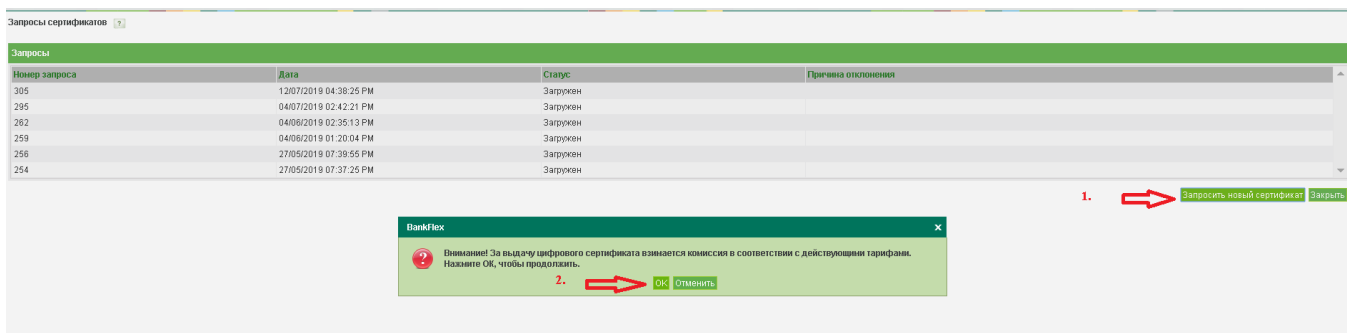 Запросы сертификатов ?
Запросы
Номер запроса Дата Статус Причина отклонения
305 12/07/2019 04:38:25 PM Загружен
295 04/07/2019 02:42:21 PM Загружен
262 04/06/2019 02:35:13 PM Загружен
259 04/06/2019 01:20:04 PM Загружен
256 27/05/2019 07:39:55 PM Загружен
254 27/05/2019 07:37:25 PM Загружен
1. Запросить новый сертификат Закрыть
BankFlex x
Внимание! За выдачу цифрового сертификата взимается комиссия в соответствии с действующими тарифами.
Нажмите ОК, чтобы продолжить.
2. ОК Отменить